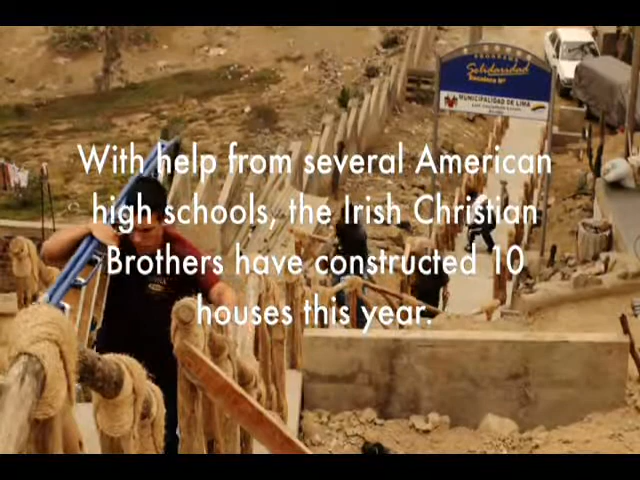 Solidaridad
MUNICIPALIDAD DE LIMA
With help from several American
high schools, the Irish Christian
Brothers have constructed 10
houses this year.